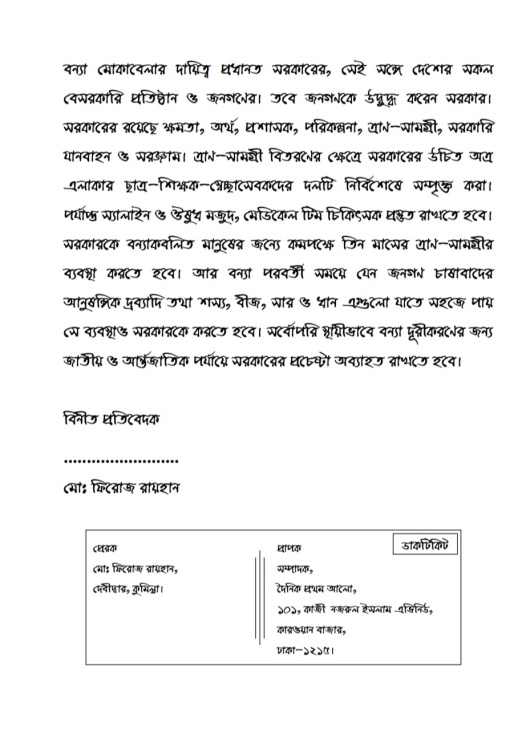 বন্যা মোকাবেলার দায়িত্ব প্রধানত সরকারের, সেই সঙ্গে দেশের সকল
বেসরকারি প্রতিষ্ঠান ও জনগনের। তবে জনগনকে উদ্বুদ্ধ করেন সরকার।
সরকারের রয়েছে ক্ষমতা, অর্থ, প্রশাসক, পরিকল্পনা, ত্রাণ-সামগ্রী, সরকারি
যানবাহন ও সরঞ্জাম। ত্রাণ-সামগ্রী বিতরণের ক্ষেত্রে সরকারের উচিত অত্র
এলাকার ছাত্র-শিক্ষক-স্বেচ্ছাসেবকদের দলটি নির্বিশেষে সম্পৃক্ত করা।
পর্যাপ্ত স্যালাইন ও ঔষুধ মজুদ, মেডিকেল টিম চিকিৎসক প্রস্তুত রাখতে হবে।
সরকারকে বন্যাকবলিত মানুষের জন্যে কমপক্ষে তিন মাসের ত্রাণ-সামগ্রীর
ব্যবস্থা করতে হবে। আর বন্যা পরবর্তী সময়ে যেন জনগণ চাষাবাদের
আনুষঙ্গিক দ্রব্যাদি তথা শস্য, বীজ, সার ও ধান এগুলো যাতে সহজে পায়
সে ব্যবস্থাও সরকারকে করতে হবে। সর্বোপরি স্থায়ীভাবে বন্যা দূরীকরণের জন্য
জাতীয় ও আর্ন্তজাতিক পর্যায়ে সরকারের প্রচেষ্টা অব্যাহত রাখতে হবে।
বিনীত প্রতিবেদক
.........................
মোঃ ফিরোজ রায়হান
প্রেরক
মোঃ ফিরোজ রায়হান,
দেবীদ্বার, কুমিল্লা।
প্রাপক
ডাকটিকিট
সম্পাদক,
দৈনিক প্রথম আলো,
১০১, কাজী নজরুল ইসলাম এভিনিউ,
কারওয়ান বাজার,
ঢাকা-১২১৫।